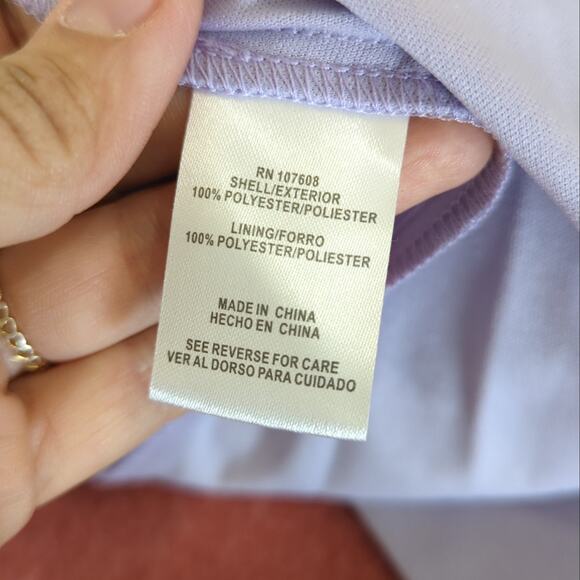 RN 107608
SHELL/EXTERIOR
100% POLYESTER/POLIESTER
LINING/FORRO
100% POLYESTER/POLIESTER
MADE IN CHINA
HECHO EN CHINA
SEE REVERSE FOR CARE
VER AL DORSO PARA CUIDADO